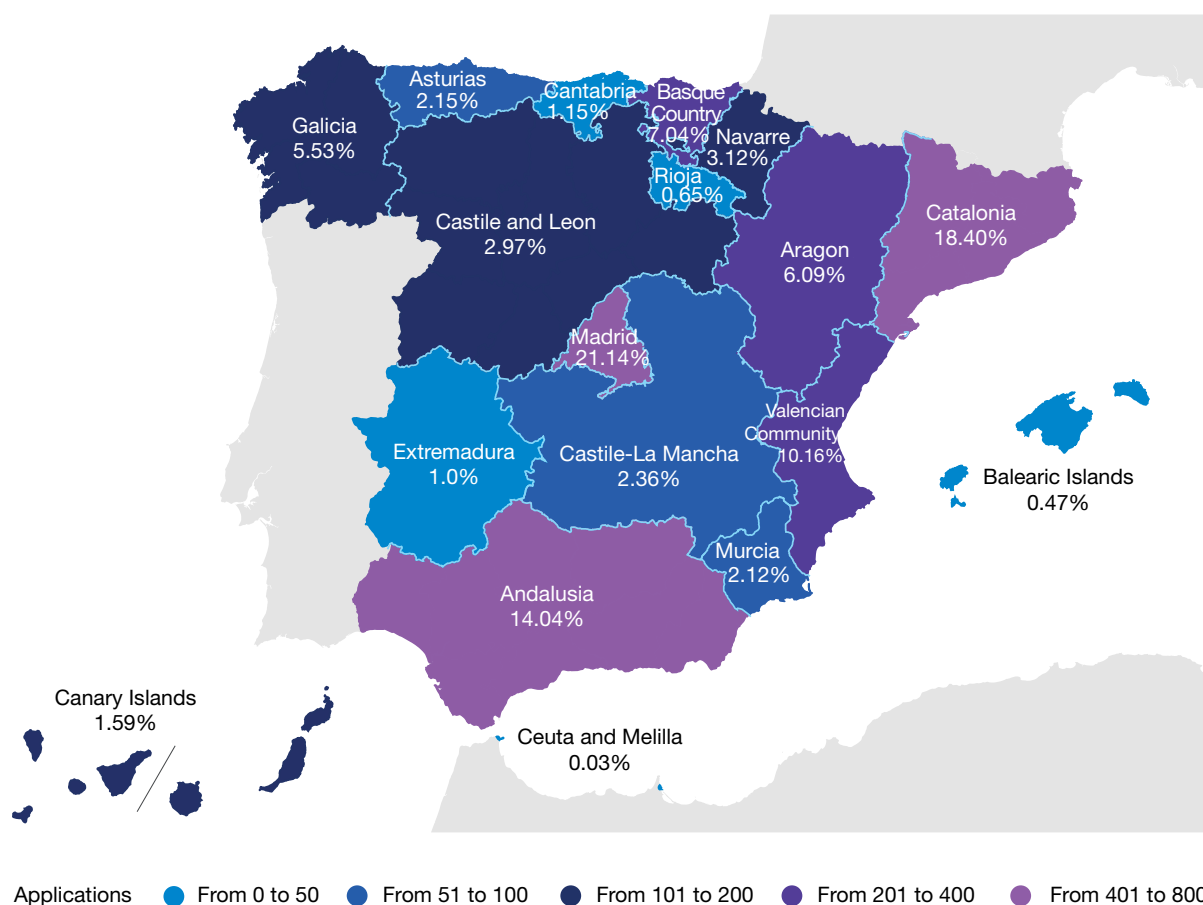 Asturias
2.15%
Cantabria
1.15%
Basque
Country
7.04%
Galicia
5.53%
Navarre
3.12%
Rioja
0.65%
Castile and Leon
2.97%
Catalonia
18.40%
Aragon
6.09%
Madrid
21.14%
Valencian
Community
10.16%
Extremadura
1.0%
Castile-La Mancha
2.36%
Balearic Islands
0.47%
Murcia
2.12%
Andalusia
14.04%
Canary Islands
1.59%
Ceuta and Melilla
0.03%
Applications From 0 to 50 From 51 to 100 From 101 to 200 From 201 to 400 From 401 to 800